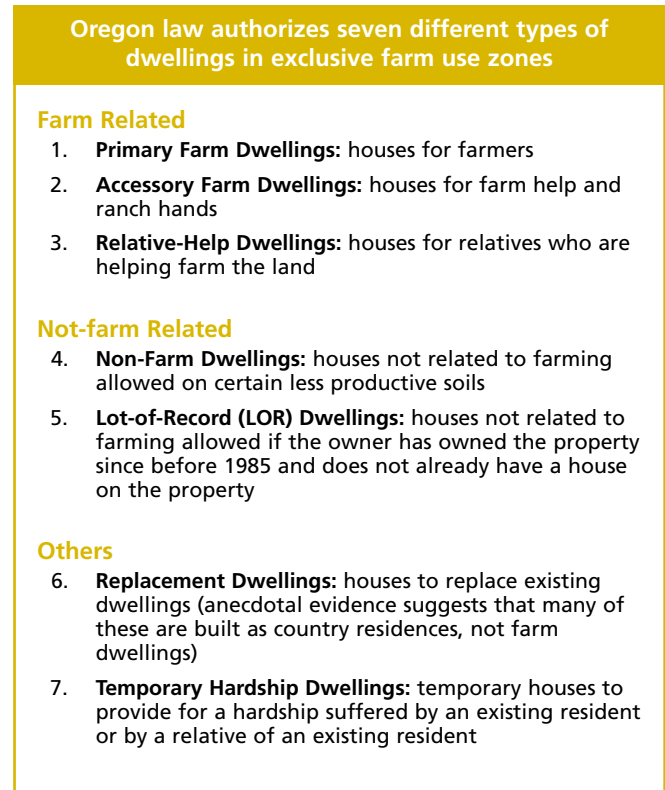 Oregon law authorizes seven different types of
dwellings in exclusive farm use zones
Farm Related
1. Primary Farm Dwellings: houses for farmers
2. Accessory Farm Dwellings: houses for farm help and
ranch hands
3. Relative-Help Dwellings: houses for relatives who are
helping farm the land
Not-farm Related
4. Non-Farm Dwellings: houses not related to farming
allowed on certain less productive soils
5. Lot-of-Record (LOR) Dwellings: houses not related to
farming allowed if the owner has owned the property
since before 1985 and does not already have a house
on the property
Others
6. Replacement Dwellings: houses to replace existing
dwellings (anecdotal evidence suggests that many of
these are built as country residences, not farm
dwellings)
7. Temporary Hardship Dwellings: temporary houses to
provide for a hardship suffered by an existing resident
or by a relative of an existing resident